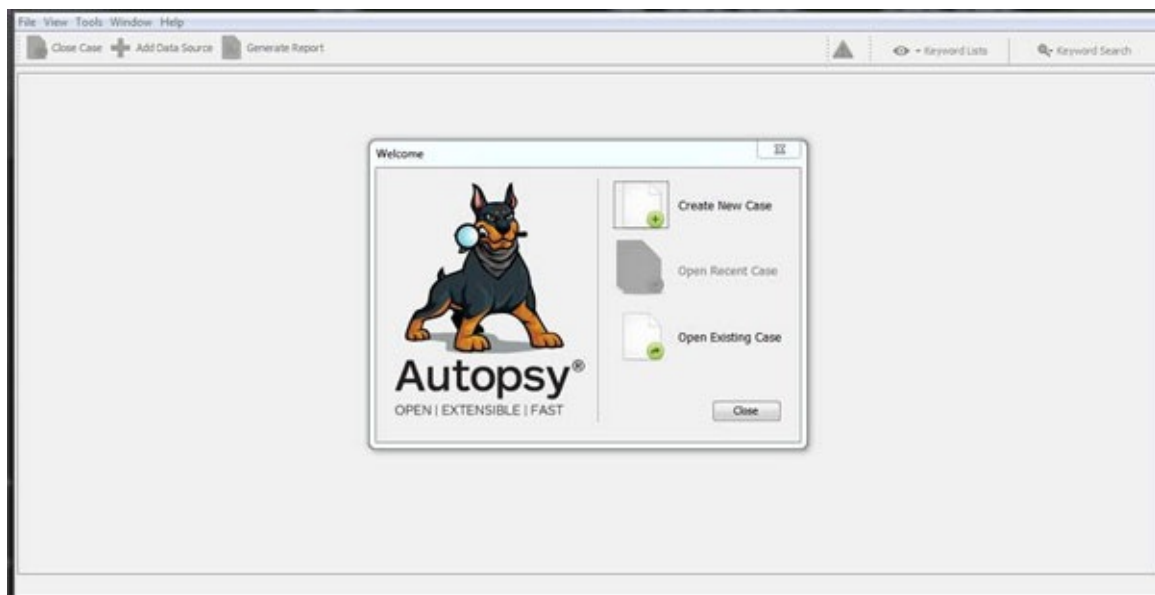 File View Tools Window Help
Close Case Add Data Source Generate Report Keyword Lists Keyword Search
Welcome
Create New Case
Open Recent Case
Open Existing Case
Autopsy®
OPEN | EXTENSIBLE | FAST
Close